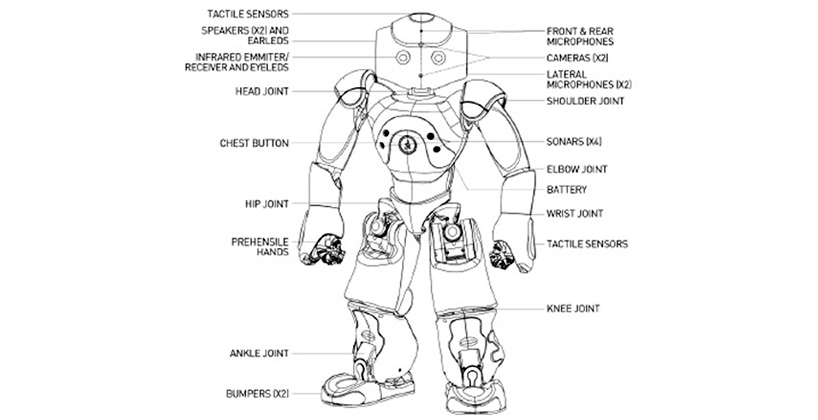 TACTILE SENSORS
SPEAKERS (X2) AND
EARLEDS
INFRARED EMMITER/
RECEIVER AND EYELEDS
HEAD JOINT
CHEST BUTTON
HIP JOINT
PREHENSILE
HANDS
ANKLE JOINT
BUMPERS (X2)
FRONT & REAR
MICROPHONES
CAMERAS (X2)
LATERAL
MICROPHONES (X2)
SHOULDER JOINT
SONARS (X4)
ELBOW JOINT
BATTERY
WRIST JOINT
TACTILE SENSORS
KNEE JOINT